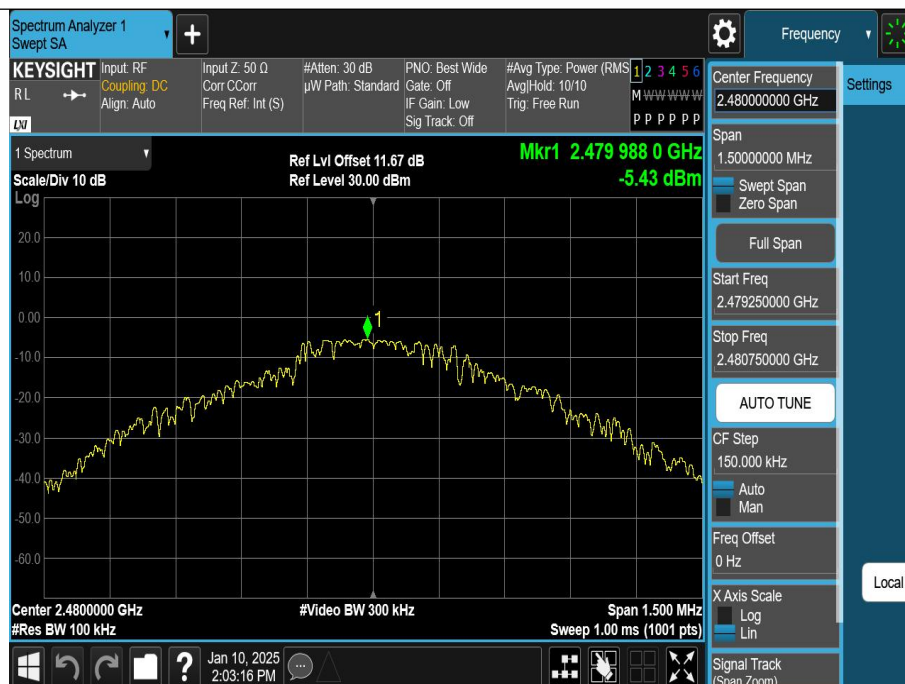 Spectrum Analyzer 1
Swept SA
+
Frequency
KEYSIGHT
RL
LXI
Input: RF
Coupling: DC
Align: Auto
Input Z: 50 Ω
Corr CCorr
Freq Ref: Int (S)
#Atten: 30 dB
µW Path: Standard
PNO: Best Wide
Gate: Off
IF Gain: Low
Sig Track: Off
#Avg Type: Power (RMS
Avg|Hold: 10/10
Trig: Free Run
1 2 3 4 5 6
M W W W W W
P P P P P P
Center Frequency
2.480000000 GHz
Settings
Span
1.50000000 MHz
Swept Span
Zero Span
Full Span
Start Freq
2.479250000 GHz
Stop Freq
2.480750000 GHz
AUTO TUNE
CF Step
150.000 kHz
Auto
Man
Freq Offset
0 Hz
Local
X Axis Scale
Log
Lin
Signal Track
(Span Zoom)
1 Spectrum
Scale/Div 10 dB
Ref Lvl Offset 11.67 dB
Ref Level 30.00 dBm
Mkr1 2.479 988 0 GHz
-5.43 dBm
Log
20.0
10.0
0.00
1
-10.0
-20.0
-30.0
-40.0
-50.0
-60.0
Center 2.4800000 GHz
#Res BW 100 kHz
#Video BW 300 kHz
Span 1.500 MHz
Sweep 1.00 ms (1001 pts)
?
Jan 10, 2025
2:03:16 PM